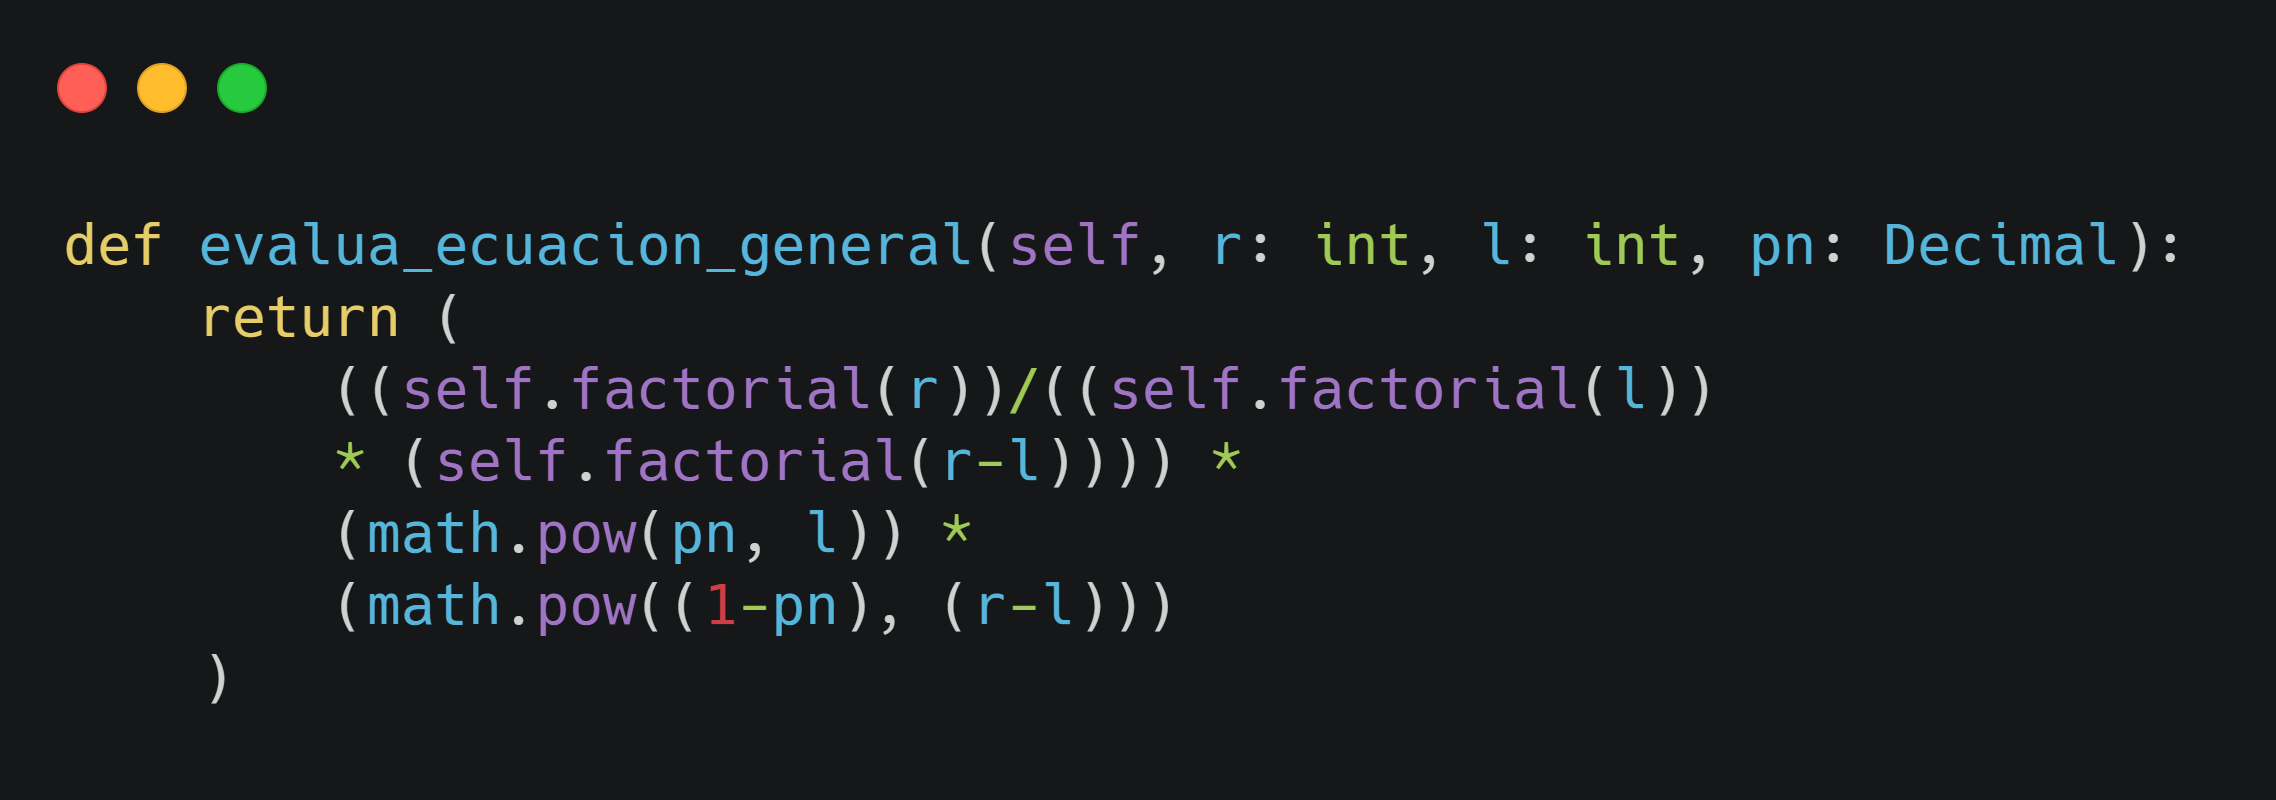 def evalua_ecuacion_general(self, r: int, l: int, pn: Decimal):
    return (
        ((self.factorial(r))/((self.factorial(l))
        * (self.factorial(r-l)))) *
        (math.pow(pn, l)) *
        (math.pow((1-pn), (r-l)))
    )